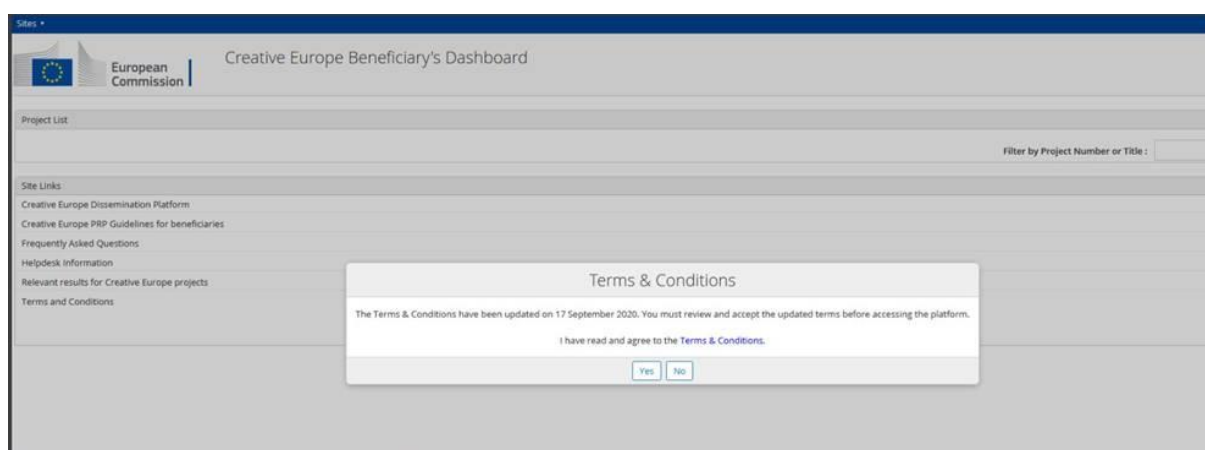 Sites
European
Commission
Creative Europe Beneficiary's Dashboard
Project List
Filter by Project Number or Title :
Site Links
Creative Europe Dissemination Platform
Creative Europe PRP Guidelines for beneficiaries
Frequently Asked Questions
Helpdesk Information
Relevant results for Creative Europe projects
Terms and Conditions
Terms & Conditions
The Terms & Conditions have been updated on 17 September 2020. You must review and accept the updated terms before accessing the platform.
I have read and agree to the Terms & Conditions.
Yes No